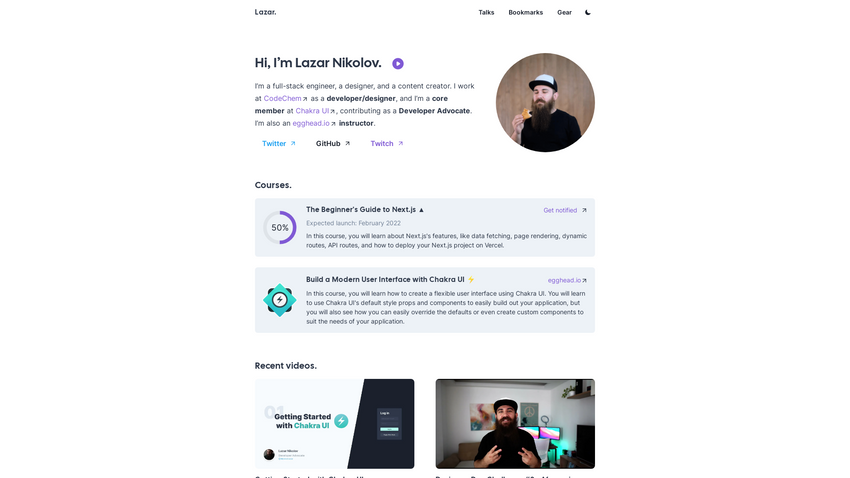 Lazar.
Talks
Bookmarks
Gear
Hi, I'm Lazar Nikolov.
I'm a full-stack engineer, a designer, and a content creator. I work
at CodeChem as a developer/designer, and I'm a core
member at Chakra UI, contributing as a Developer Advocate.
I'm also an egghead.io instructor.
Twitter
GitHub
Twitch
Courses.
50%
The Beginner's Guide to Next.js ▲
Get notified
Expected launch: February 2022
In this course, you will learn about Next.js's features, like data fetching, page rendering, dynamic
routes, API routes, and how to deploy your Next.js project on Vercel.
Build a Modern User Interface with Chakra UI ⚡
egghead.io
In this course, you will learn how to create a flexible user interface using Chakra UI. You will learn
to use Chakra UI's default style props and components to easily build out your application, but
you will also see how you can easily override the defaults or even create custom components to
suit the needs of your application.
Recent videos.
01
Getting Started
with Chakra UI
Log In